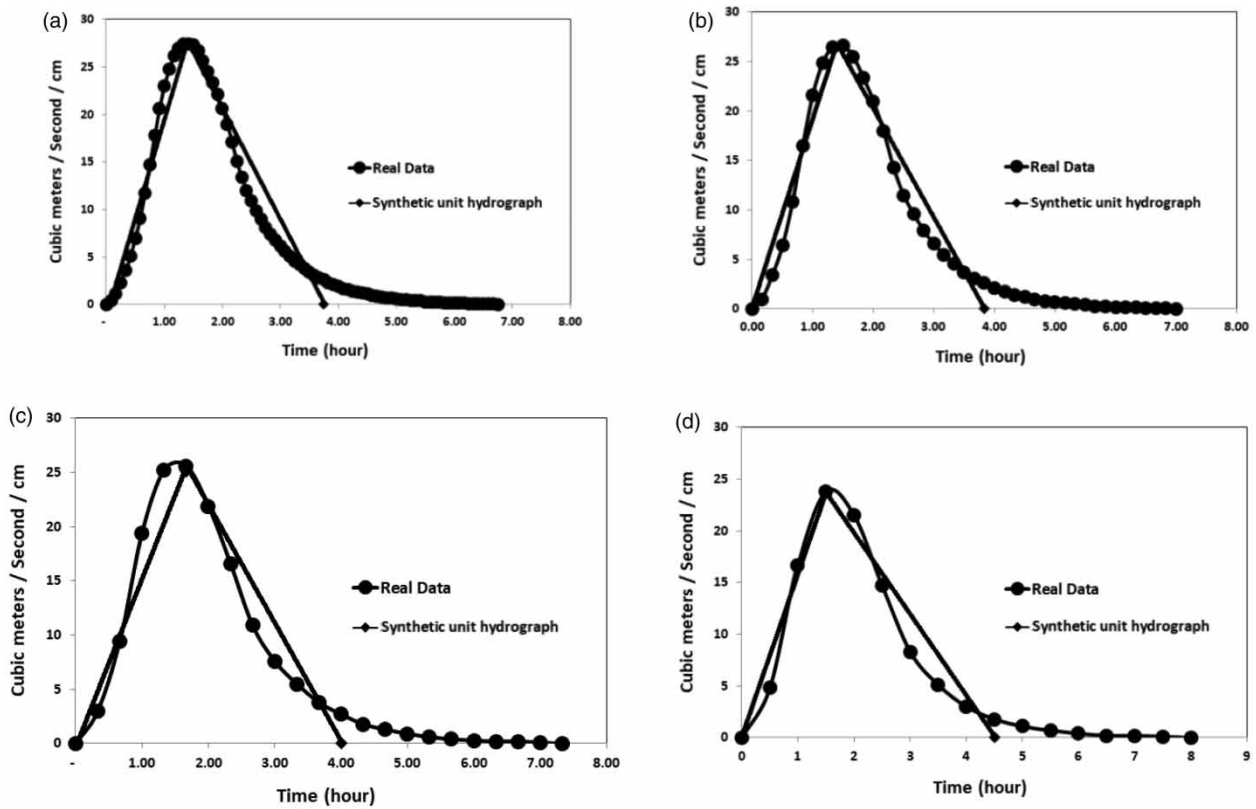 (a)
30
25
20
15
10
5
0
Cubic meters / Second / cm
Real Data
Synthetic unit hydrograph
- 1.00 2.00 3.00 4.00 5.00 6.00 7.00 8.00
Time (hour)
(b)
30
25
20
15
10
5
0
Cubic meters / Second / cm
Real Data
Synthetic unit hydrograph
0.00 1.00 2.00 3.00 4.00 5.00 6.00 7.00 8.00
Time (hour)
(c)
30
25
20
15
10
5
0
Cubic meters / Second / cm
Real Data
Synthetic unit hydrograph
- 1.00 2.00 3.00 4.00 5.00 6.00 7.00 8.00
Time (hour)
(d)
30
25
20
15
10
5
0
Cubic meters / Second / cm
Real Data
Synthetic unit hydrograph
0 1 2 3 4 5 6 7 8 9
Time (hour)